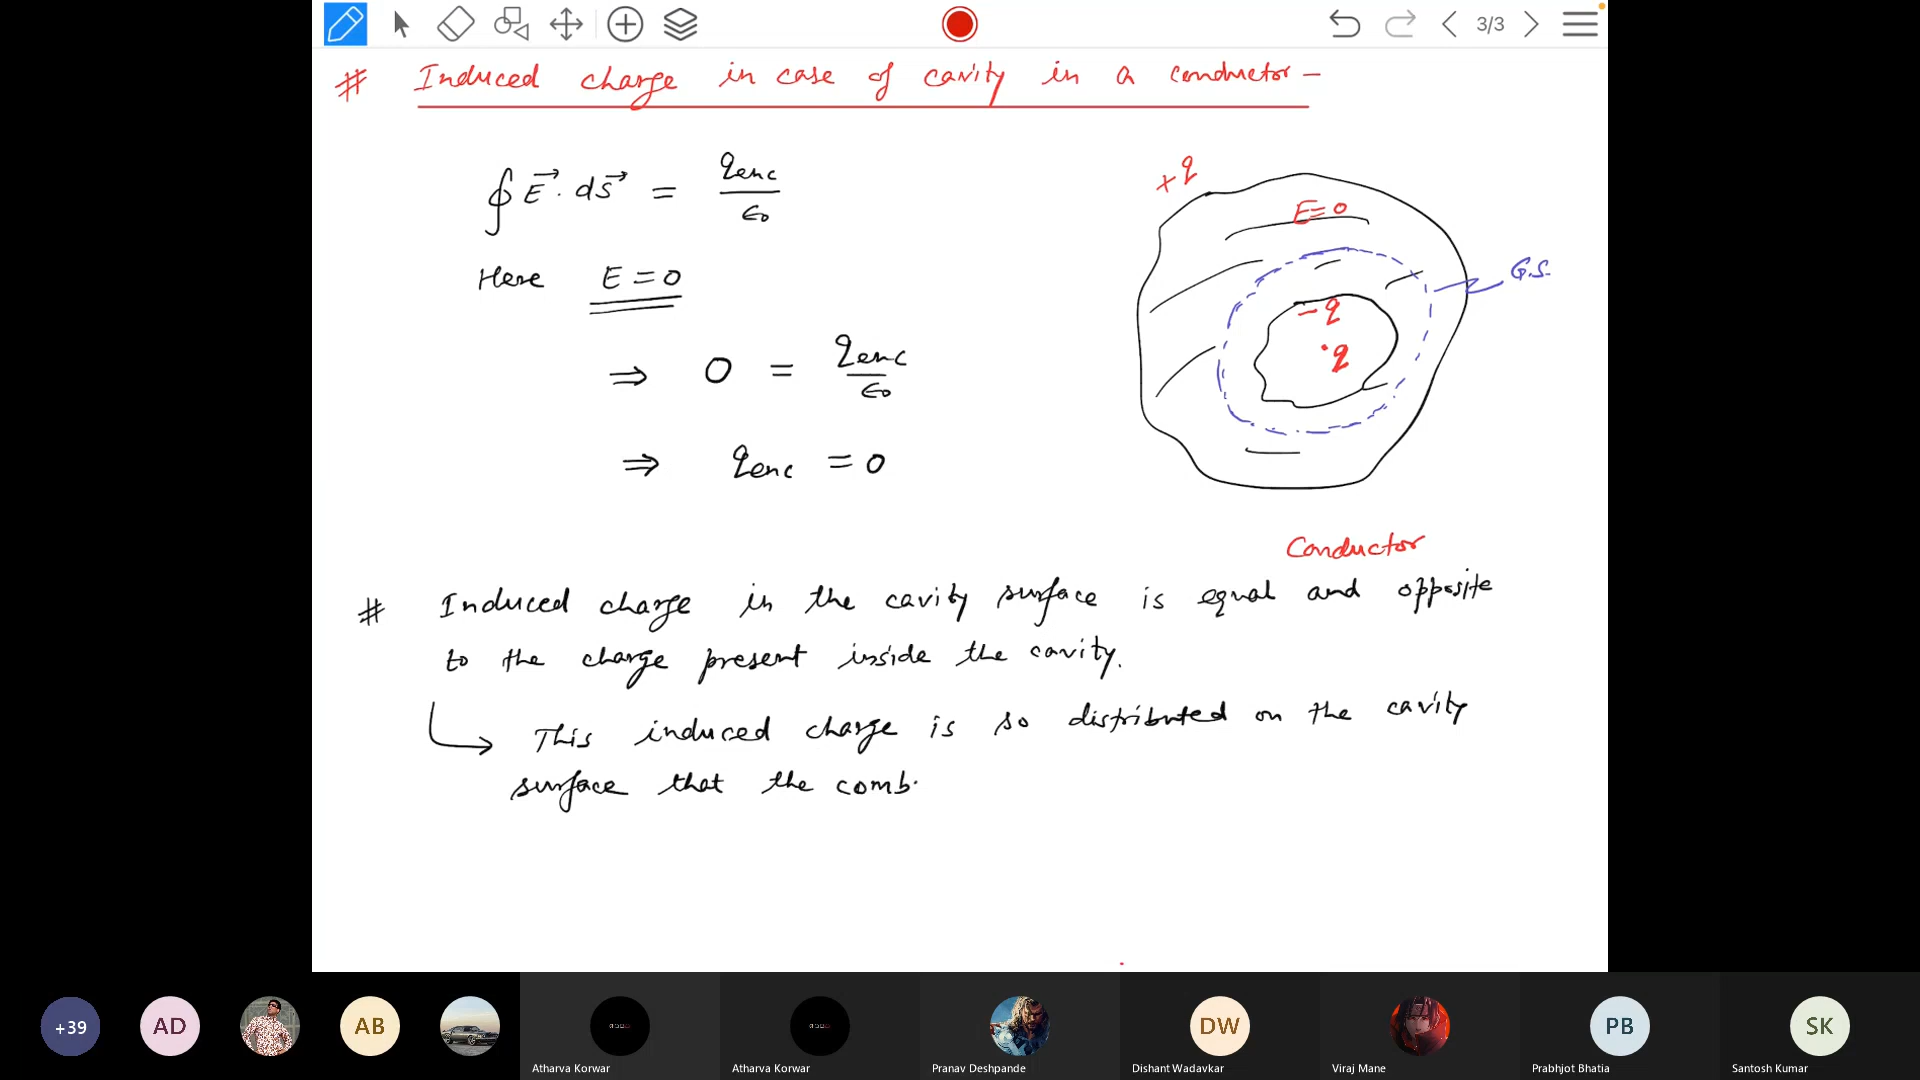 3/3
# Induced charge in case of cavity in a conductor –
∮ E⃗ . dS⃗ = qenc / ε0
Here E = 0
⇒ 0 = qenc / ε0
⇒ qenc = 0
+q
E=0
G.S.
–q
.q
Conductor
# Induced charge in the cavity surface is equal and opposite
to the charge present inside the cavity.
↳ This induced charge is so distributed on the cavity
surface that the comb.
+39
AD
AB
DW
PB
SK
Atharva Korwar
Atharva Korwar
Pranav Deshpande
Dishant Wadavkar
Viraj Mane
Prabhjot Bhatia
Santosh Kumar